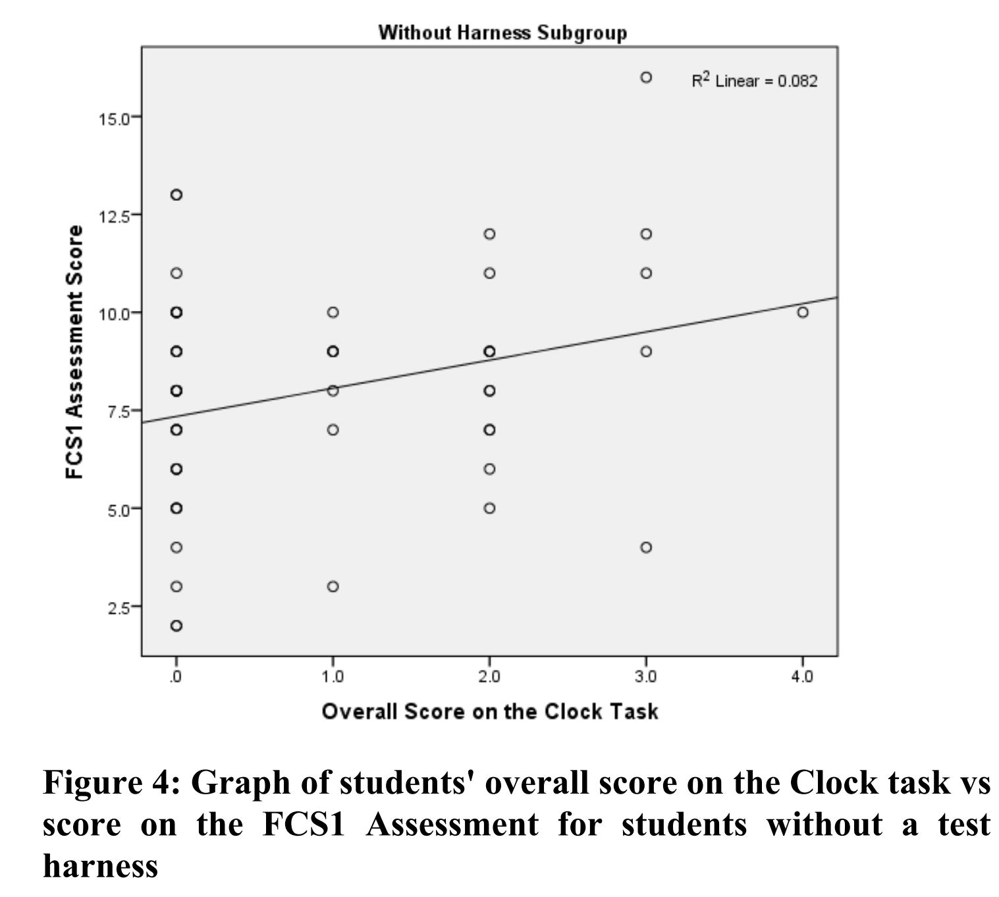 Without Harness Subgroup
R² Linear = 0.082
FCS1 Assessment Score
15.0
12.5
10.0
7.5
5.0
2.5
.0 1.0 2.0 3.0 4.0
Overall Score on the Clock Task
Figure 4: Graph of students' overall score on the Clock task vs
score on the FCS1 Assessment for students without a test
harness